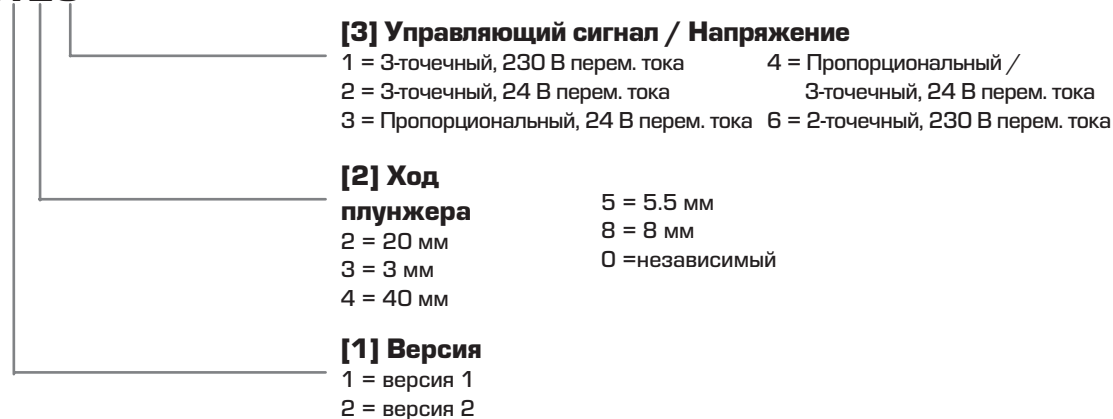 [3] Управляющий сигнал / Напряжение
1 = 3-точечный, 230 В перем. тока
2 = 3-точечный, 24 В перем. тока
3 = Пропорциональный, 24 В перем. тока
4 = Пропорциональный /
3-точечный, 24 В перем. тока
6 = 2-точечный, 230 В перем. тока
[2] Ход
плунжера
2 = 20 мм
3 = 3 мм
4 = 40 мм
5 = 5.5 мм
8 = 8 мм
0 =независимый
[1] Версия
1 = версия 1
2 = версия 2